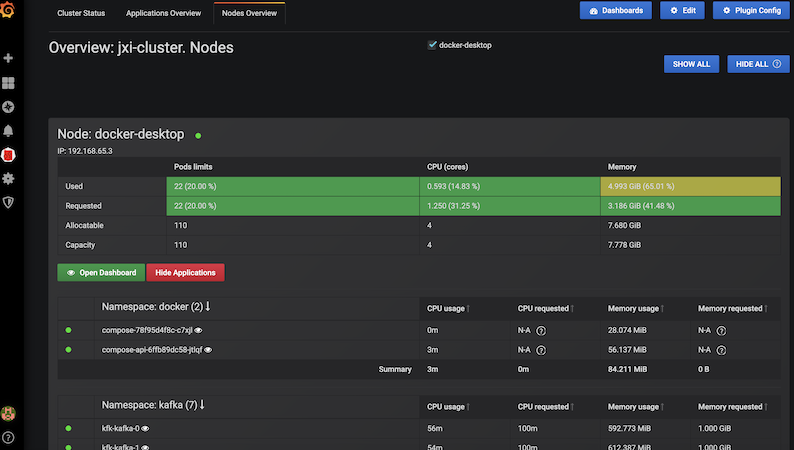 Cluster Status Applications Overview Nodes Overview Dashboards Edit Plugin Config
Overview: jxi-cluster. Nodes docker-desktop
SHOW ALL HIDE ALL ?
Node: docker-desktop
IP: 192.168.65.3
Pods limits CPU (cores) Memory
Used 22 (20.00 %) 0.593 (14.83 %) 4.993 GiB (65.01 %)
Requested 22 (20.00 %) 1.250 (31.25 %) 3.186 GiB (41.48 %)
Allocatable 110 4 7.680 GiB
Capacity 110 4 7.778 GiB
Open Dashboard Hide Applications
Namespace: docker (2) CPU usage CPU requested Memory usage Memory requested
compose-78f95d4f8c-c7xjl 0m N-A ? 28.074 MiB N-A ?
compose-api-6ffb89dc58-jtlqf 3m N-A ? 56.137 MiB N-A ?
Summary 3m 0m 84.211 MiB 0 B
Namespace: kafka (7) CPU usage CPU requested Memory usage Memory requested
kfk-kafka-0 56m 100m 592.773 MiB 1.000 GiB
kfk-kafka-1 54m 100m 612.387 MiB 1.000 GiB
?